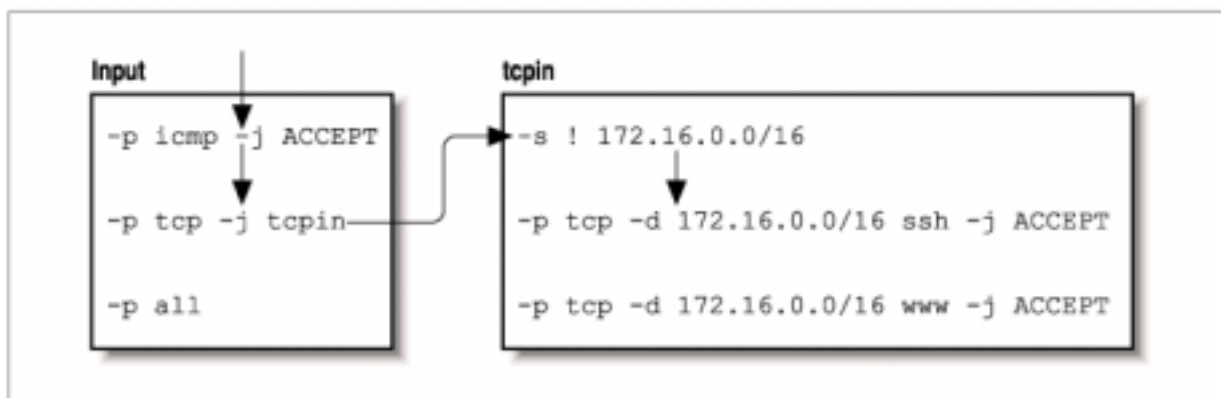 Input
-p icmp -j ACCEPT
-p tcp -j tcpin
-p all
tcpin
-s ! 172.16.0.0/16
-p tcp -d 172.16.0.0/16 ssh -j ACCEPT
-p tcp -d 172.16.0.0/16 www -j ACCEPT